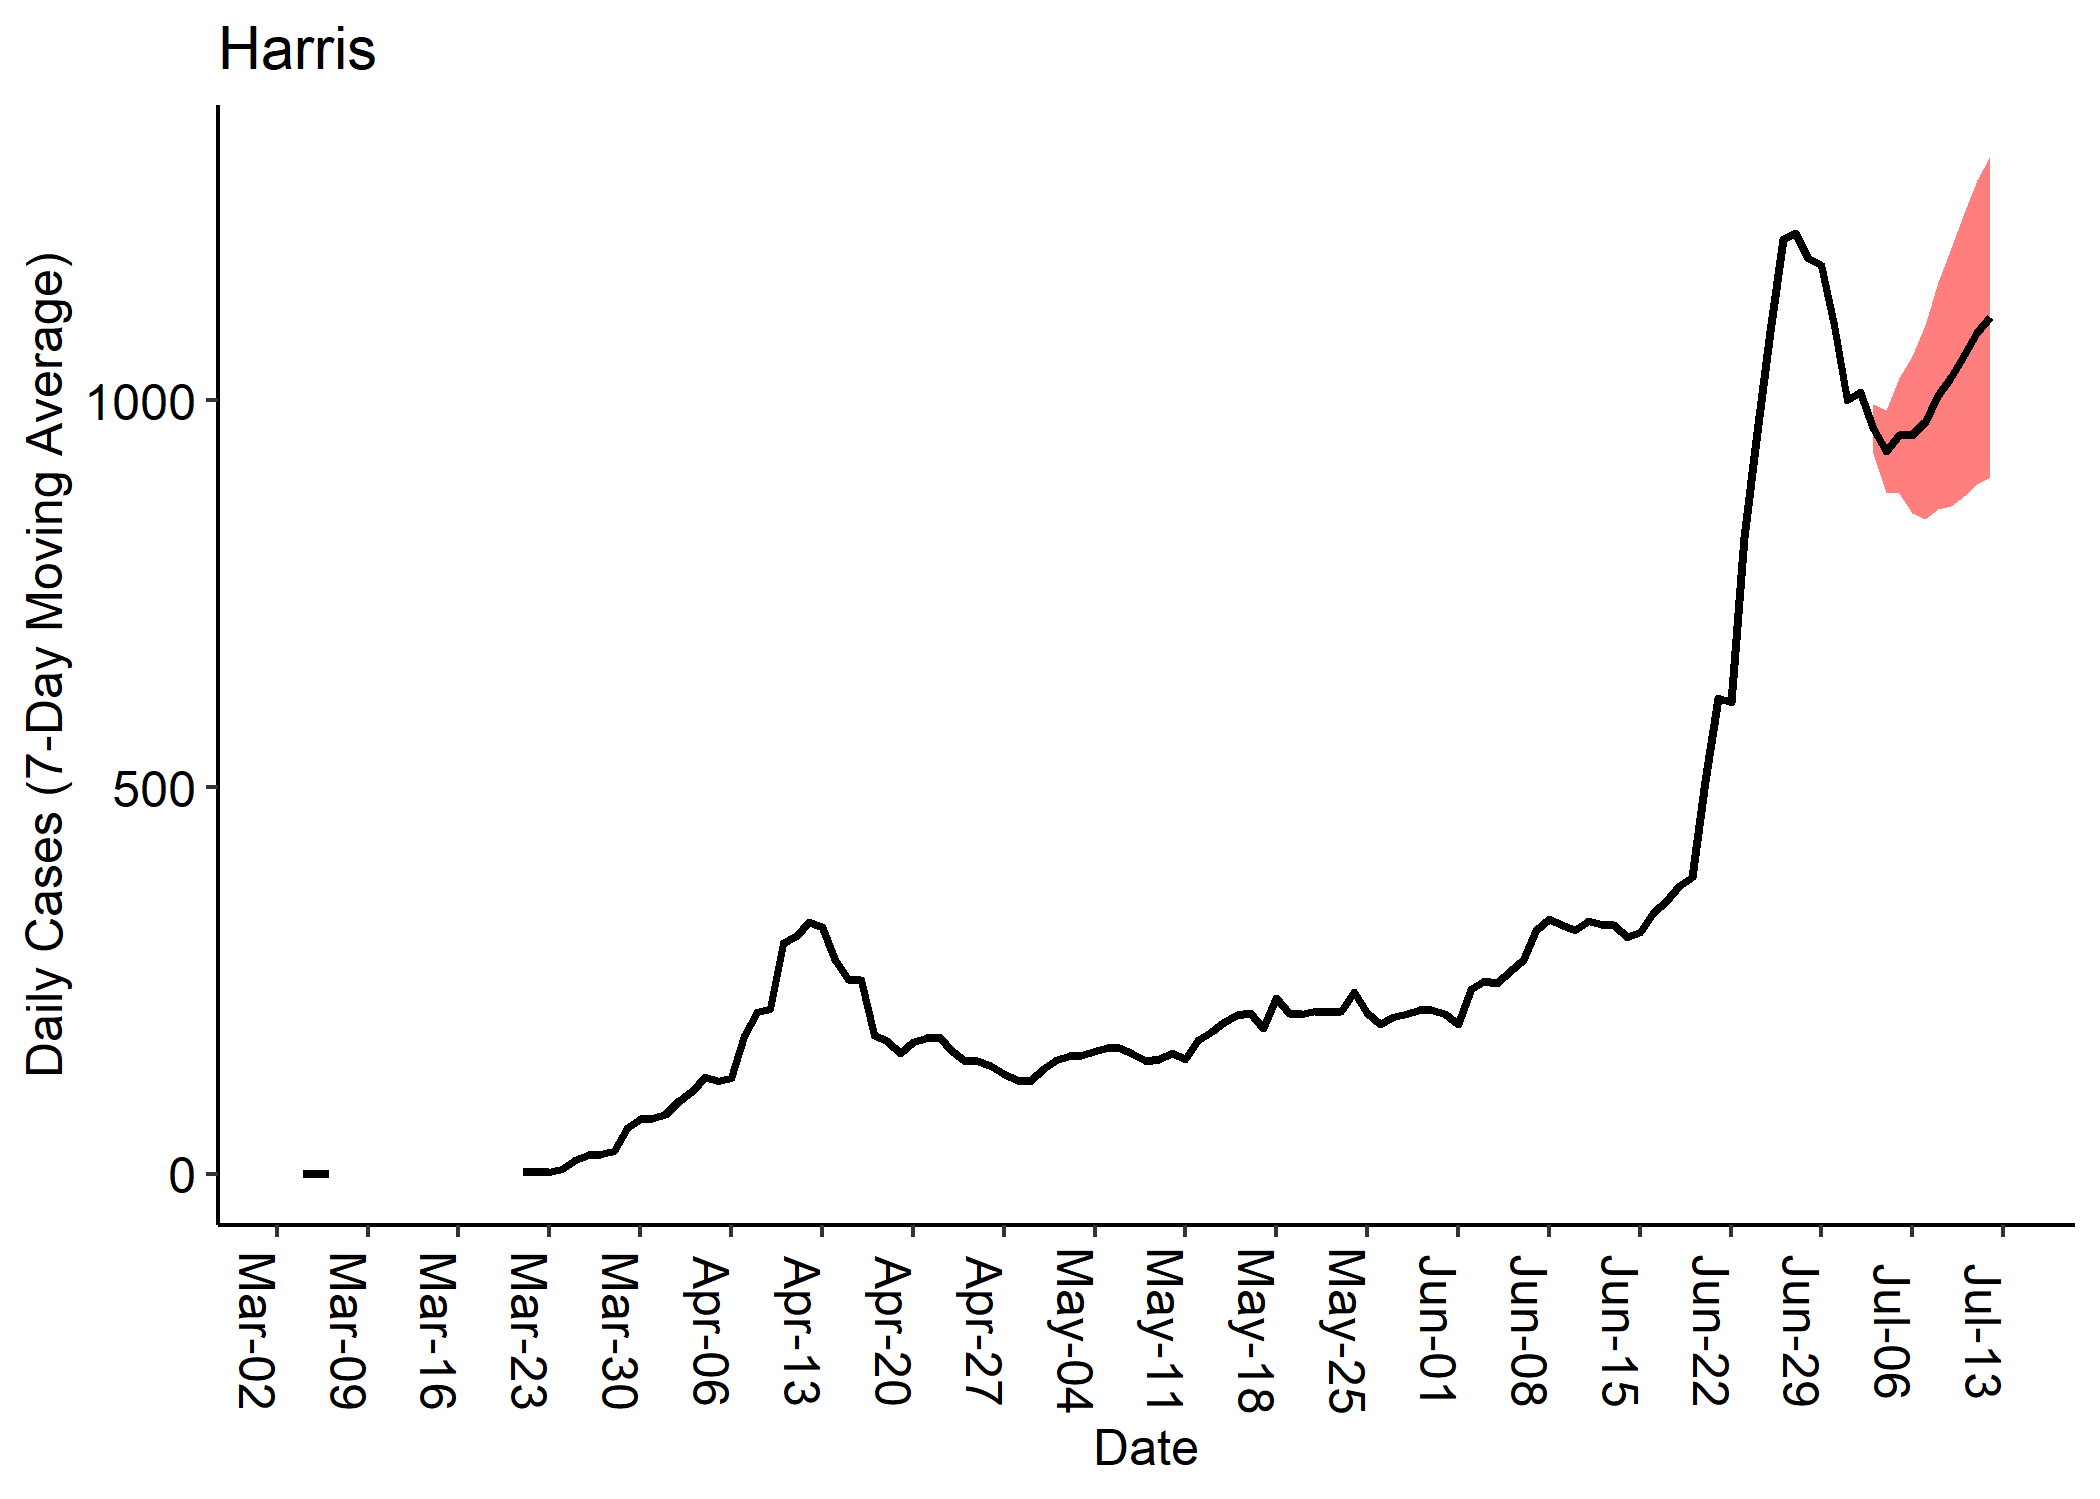 Harris
Daily Cases (7-Day Moving Average)
1000
500
0
Mar-02
Mar-09
Mar-16
Mar-23
Mar-30
Apr-06
Apr-13
Apr-20
Apr-27
May-04
May-11
May-18
May-25
Jun-01
Jun-08
Jun-15
Jun-22
Jun-29
Jul-06
Jul-13
Date